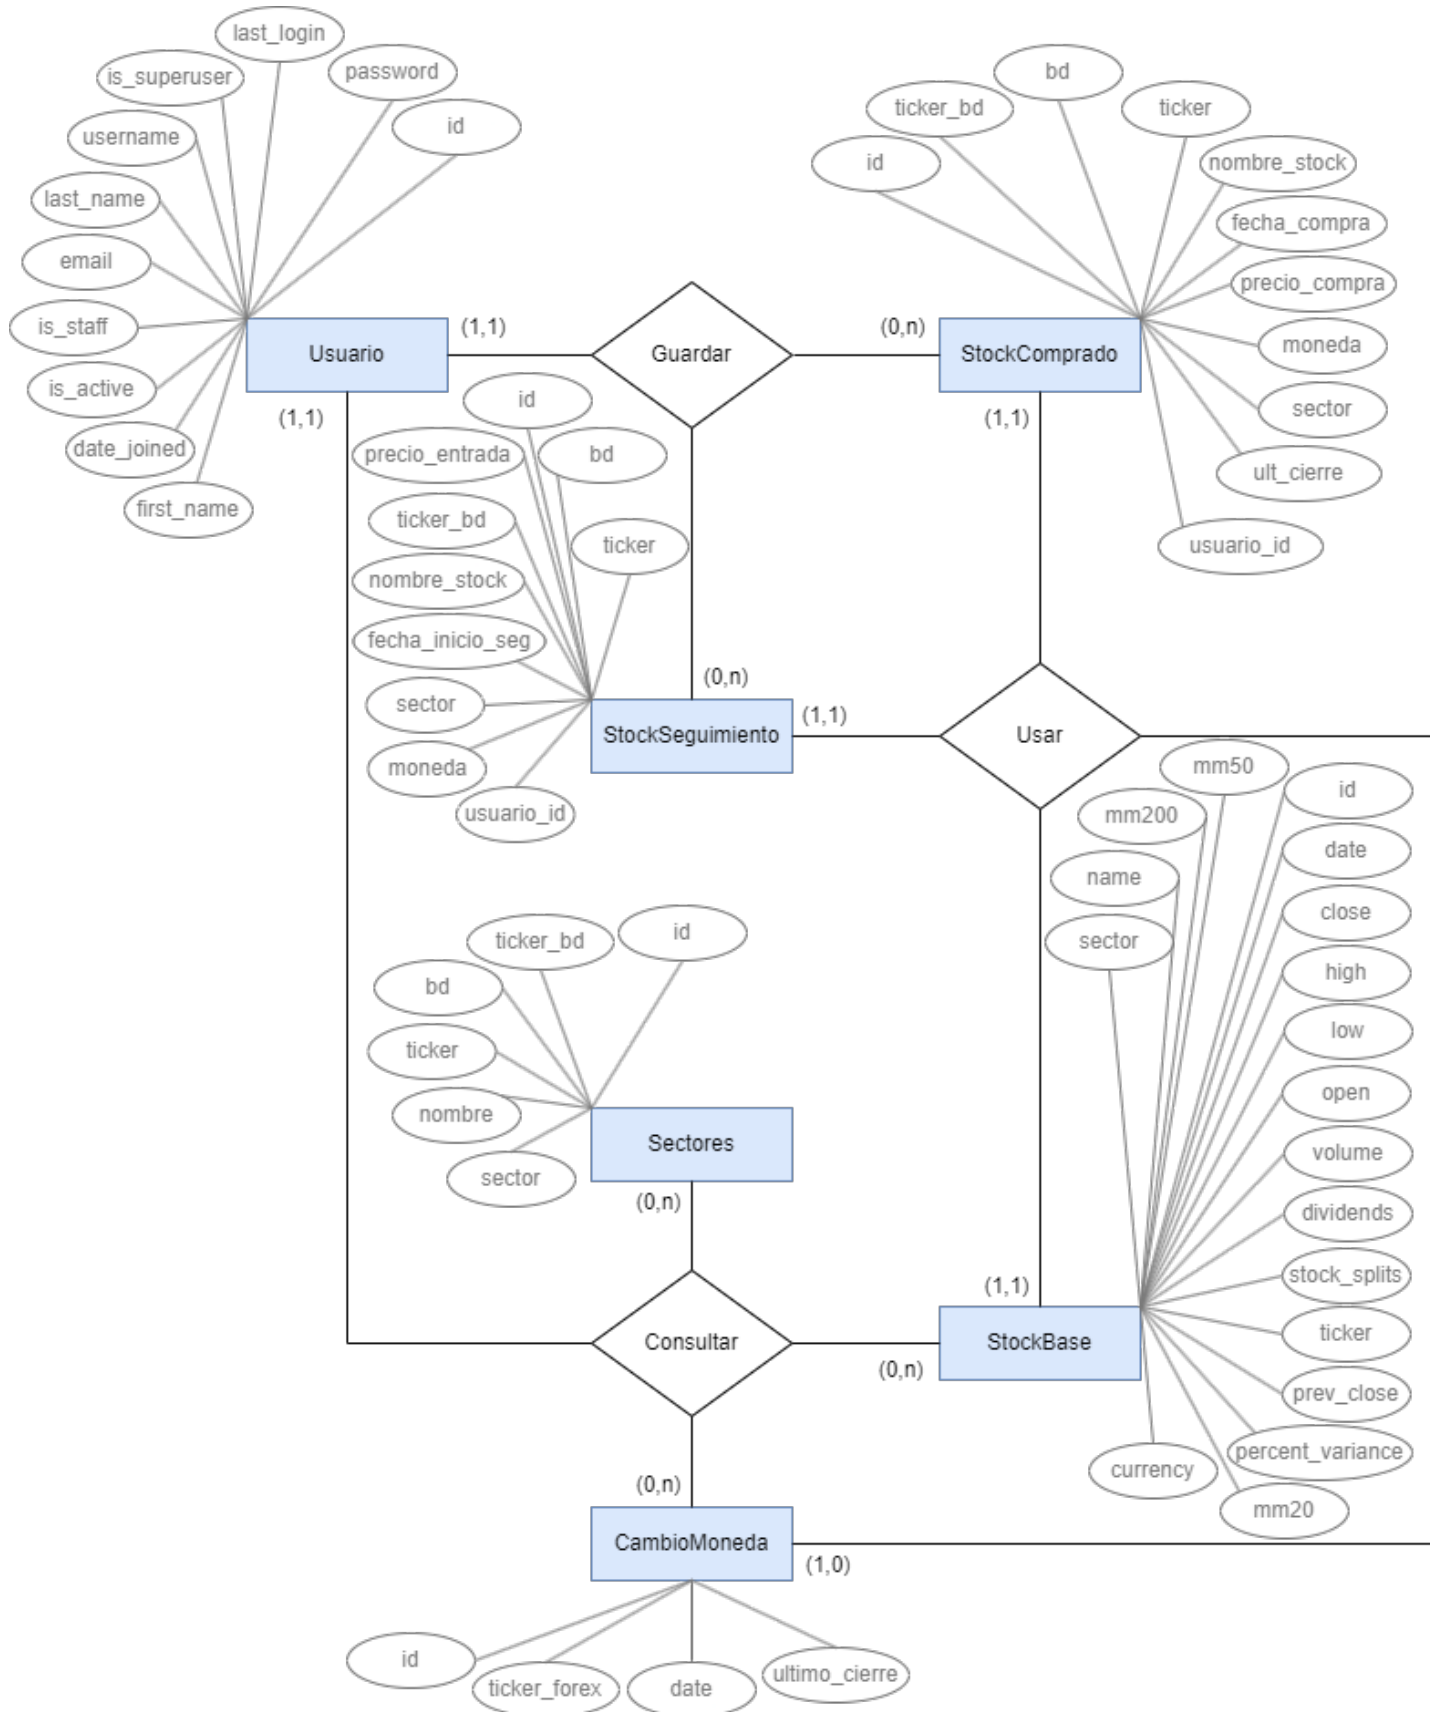 last_login
is_superuser
password
id
username
last_name
email
is_staff
is_active
date_joined
first_name
Usuario
(1,1)
(1,1)
Guardar
(0,n)
(0,n)
bd
ticker_bd
ticker
id
nombre_stock
fecha_compra
precio_compra
moneda
sector
ult_cierre
usuario_id
StockComprado
(1,1)
id
precio_entrada
bd
ticker_bd
ticker
nombre_stock
fecha_inicio_seg
sector
moneda
usuario_id
StockSeguimiento
(1,1)
Usar
mm50
id
mm200
date
name
close
sector
high
low
open
volume
dividends
stock_splits
ticker
prev_close
percent_variance
mm20
currency
(1,1)
StockBase
(0,n)
ticker_bd
id
bd
ticker
nombre
sector
Sectores
(0,n)
Consultar
(0,n)
CambioMoneda
(1,0)
id
ticker_forex
date
ultimo_cierre